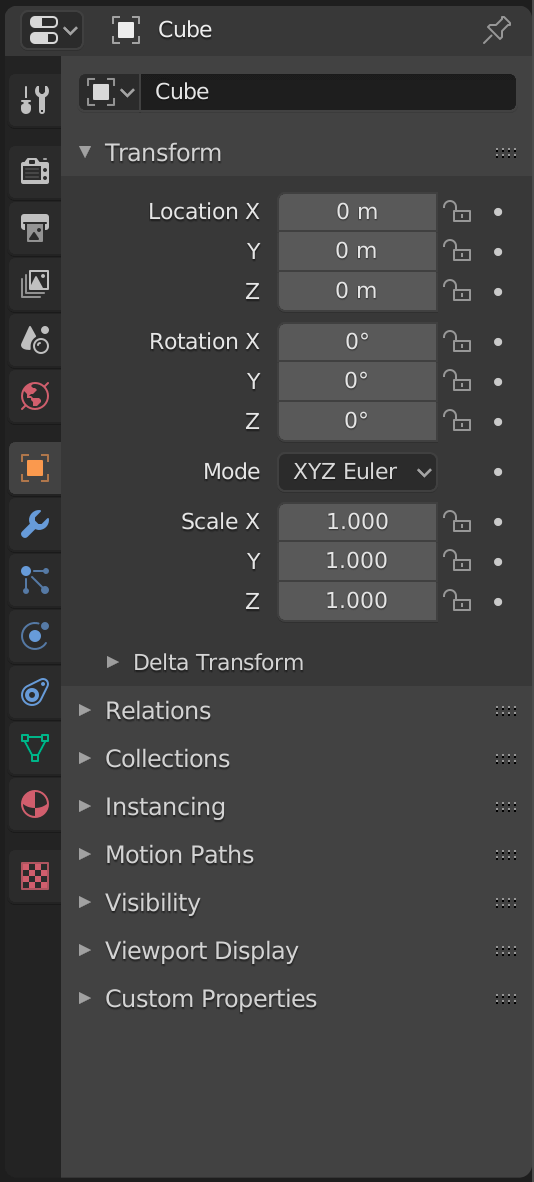 Cube
Cube
Transform
Location X 0 m
Y 0 m
Z 0 m
Rotation X 0°
Y 0°
Z 0°
Mode XYZ Euler
Scale X 1.000
Y 1.000
Z 1.000
Delta Transform
Relations
Collections
Instancing
Motion Paths
Visibility
Viewport Display
Custom Properties